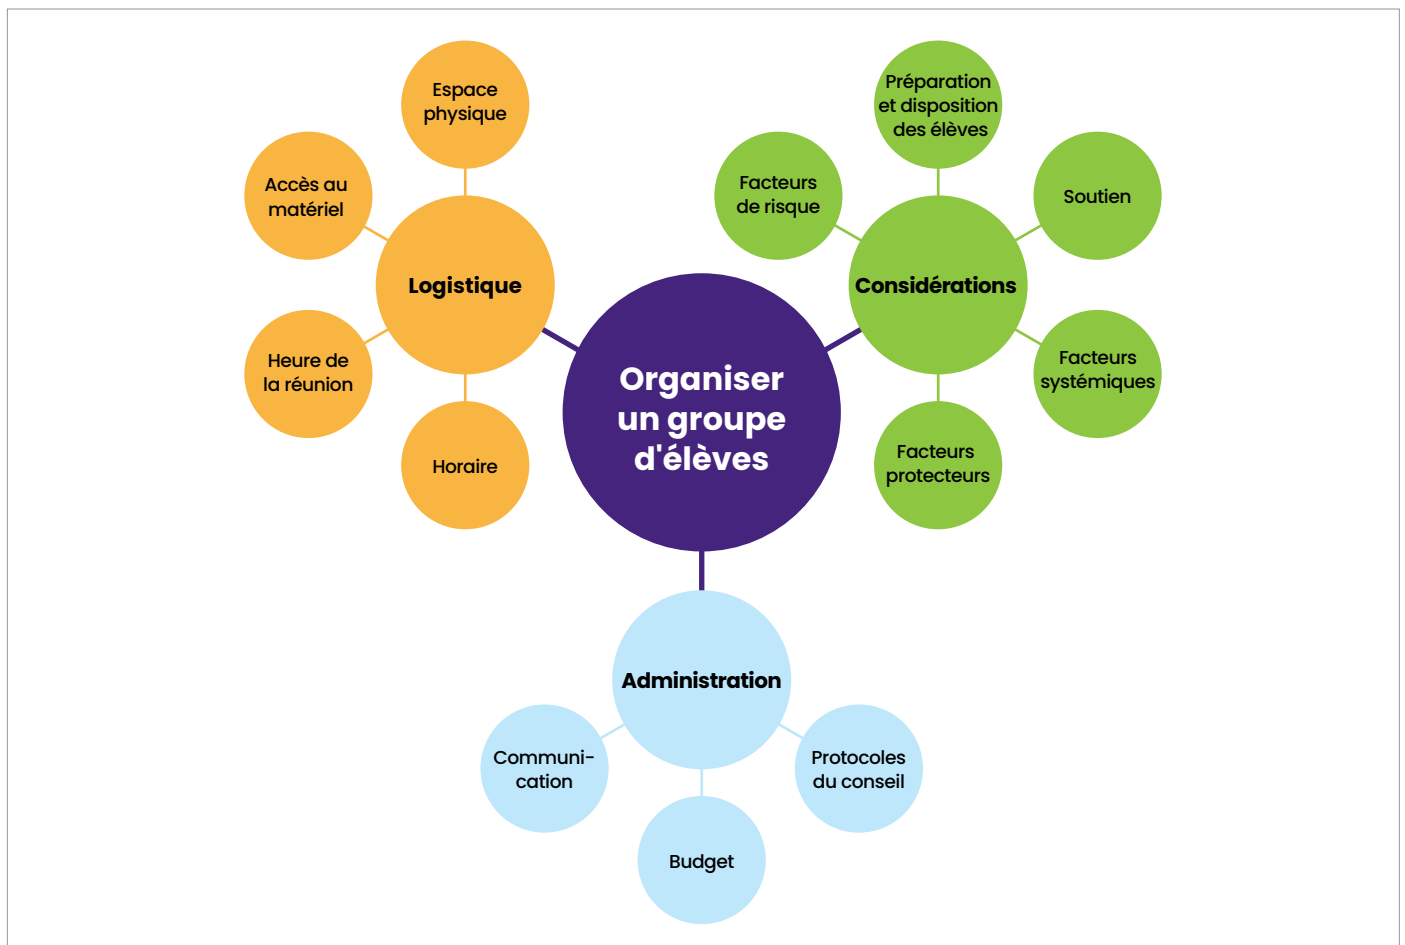 Organiser
un groupe
d'élèves
Logistique
Espace
physique
Accès au
matériel
Heure de
la réunion
Horaire
Considérations
Facteurs
de risque
Préparation
et disposition
des élèves
Soutien
Facteurs
systémiques
Facteurs
protecteurs
Administration
Communi-
cation
Budget
Protocoles
du conseil